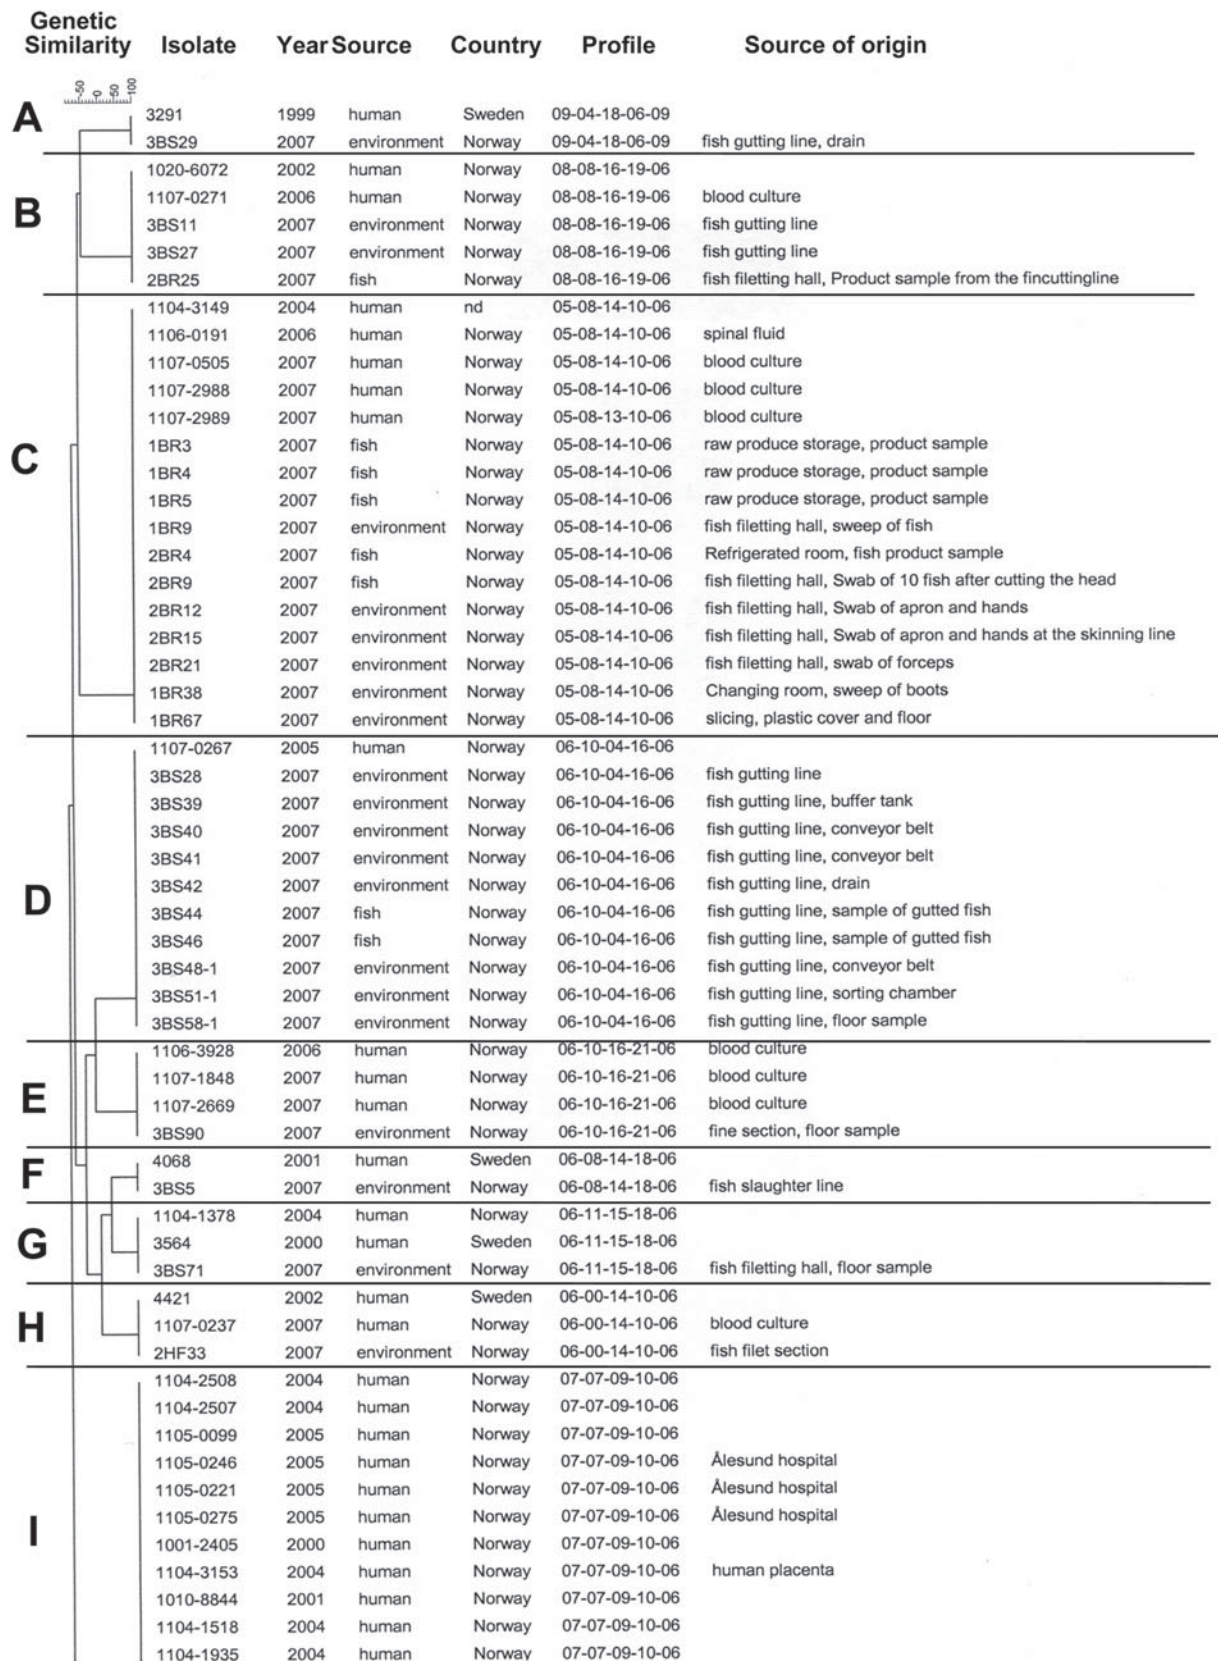 Genetic Similarity Isolate Year Source Country Profile Source of origin
-50 0 50 100
A
3291 1999 human Sweden 09-04-18-06-09
3BS29 2007 environment Norway 09-04-18-06-09 fish gutting line, drain
B
1020-6072 2002 human Norway 08-08-16-19-06
1107-0271 2006 human Norway 08-08-16-19-06 blood culture
3BS11 2007 environment Norway 08-08-16-19-06 fish gutting line
3BS27 2007 environment Norway 08-08-16-19-06 fish gutting line
2BR25 2007 fish Norway 08-08-16-19-06 fish filetting hall, Product sample from the fincuttingline
C
1104-3149 2004 human nd 05-08-14-10-06
1106-0191 2006 human Norway 05-08-14-10-06 spinal fluid
1107-0505 2007 human Norway 05-08-14-10-06 blood culture
1107-2988 2007 human Norway 05-08-14-10-06 blood culture
1107-2989 2007 human Norway 05-08-13-10-06 blood culture
1BR3 2007 fish Norway 05-08-14-10-06 raw produce storage, product sample
1BR4 2007 fish Norway 05-08-14-10-06 raw produce storage, product sample
1BR5 2007 fish Norway 05-08-14-10-06 raw produce storage, product sample
1BR9 2007 environment Norway 05-08-14-10-06 fish filetting hall, sweep of fish
2BR4 2007 fish Norway 05-08-14-10-06 Refrigerated room, fish product sample
2BR9 2007 fish Norway 05-08-14-10-06 fish filetting hall, Swab of 10 fish after cutting the head
2BR12 2007 environment Norway 05-08-14-10-06 fish filetting hall, Swab of apron and hands
2BR15 2007 environment Norway 05-08-14-10-06 fish filetting hall, Swab of apron and hands at the skinning line
2BR21 2007 environment Norway 05-08-14-10-06 fish filetting hall, swab of forceps
1BR38 2007 environment Norway 05-08-14-10-06 Changing room, sweep of boots
1BR67 2007 environment Norway 05-08-14-10-06 slicing, plastic cover and floor
D
1107-0267 2005 human Norway 06-10-04-16-06
3BS28 2007 environment Norway 06-10-04-16-06 fish gutting line
3BS39 2007 environment Norway 06-10-04-16-06 fish gutting line, buffer tank
3BS40 2007 environment Norway 06-10-04-16-06 fish gutting line, conveyor belt
3BS41 2007 environment Norway 06-10-04-16-06 fish gutting line, conveyor belt
3BS42 2007 environment Norway 06-10-04-16-06 fish gutting line, drain
3BS44 2007 fish Norway 06-10-04-16-06 fish gutting line, sample of gutted fish
3BS46 2007 fish Norway 06-10-04-16-06 fish gutting line, sample of gutted fish
3BS48-1 2007 environment Norway 06-10-04-16-06 fish gutting line, conveyor belt
3BS51-1 2007 environment Norway 06-10-04-16-06 fish gutting line, sorting chamber
3BS58-1 2007 environment Norway 06-10-04-16-06 fish gutting line, floor sample
E
1106-3928 2006 human Norway 06-10-16-21-06 blood culture
1107-1848 2007 human Norway 06-10-16-21-06 blood culture
1107-2669 2007 human Norway 06-10-16-21-06 blood culture
3BS90 2007 environment Norway 06-10-16-21-06 fine section, floor sample
F
4068 2001 human Sweden 06-08-14-18-06
3BS5 2007 environment Norway 06-08-14-18-06 fish slaughter line
G
1104-1378 2004 human Norway 06-11-15-18-06
3564 2000 human Sweden 06-11-15-18-06
3BS71 2007 environment Norway 06-11-15-18-06 fish filetting hall, floor sample
H
4421 2002 human Sweden 06-00-14-10-06
1107-0237 2007 human Norway 06-00-14-10-06 blood culture
2HF33 2007 environment Norway 06-00-14-10-06 fish filet section
I
1104-2508 2004 human Norway 07-07-09-10-06
1104-2507 2004 human Norway 07-07-09-10-06
1105-0099 2005 human Norway 07-07-09-10-06
1105-0246 2005 human Norway 07-07-09-10-06 Ålesund hospital
1105-0221 2005 human Norway 07-07-09-10-06 Ålesund hospital
1105-0275 2005 human Norway 07-07-09-10-06 Ålesund hospital
1001-2405 2000 human Norway 07-07-09-10-06
1104-3153 2004 human Norway 07-07-09-10-06 human placenta
1010-8844 2001 human Norway 07-07-09-10-06
1104-1518 2004 human Norway 07-07-09-10-06
1104-1935 2004 human Norway 07-07-09-10-06